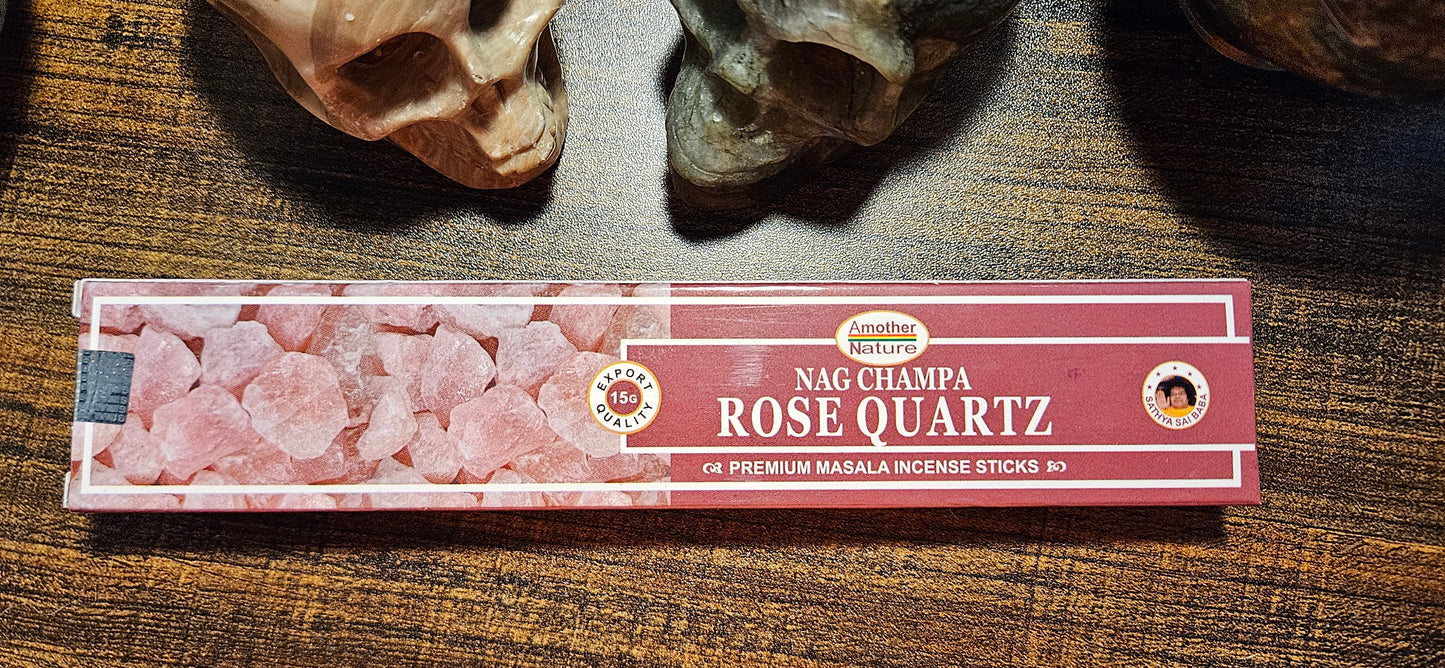 Amother
Nature
EXPORT
15G
QUALITY
NAG CHAMPA
ROSE QUARTZ
PREMIUM MASALA INCENSE STICKS
SATHYA SAI BABA